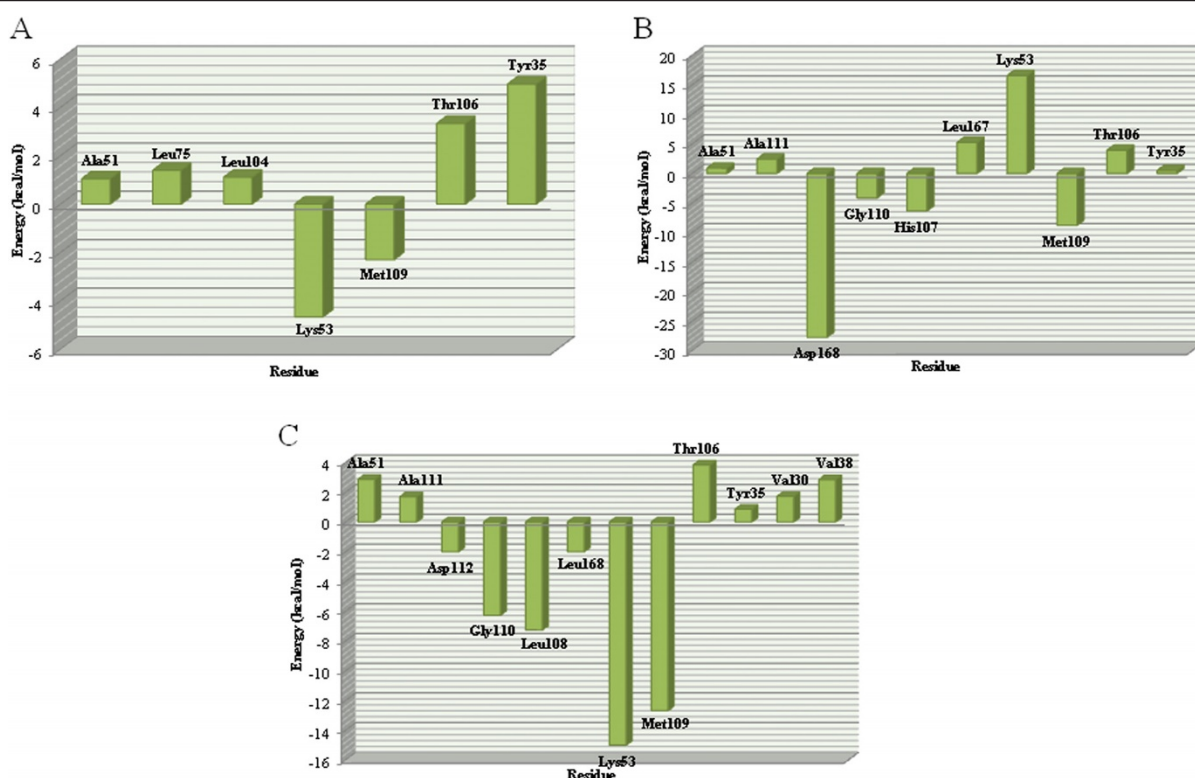 A
6
4
2
0
-2
-4
-6
Energy (kcal/mol)
Ala51
Leu75
Leu104
Lys53
Met109
Thr106
Tyr35
Residue
B
20
15
10
5
0
-5
-10
-15
-20
-25
-30
Energy (kcal/mol)
Ala51
Ala111
Asp168
Gly110
His107
Leu167
Lys53
Met109
Thr106
Tyr35
Residue
C
4
2
0
-2
-4
-6
-8
-10
-12
-14
-16
Energy (kcal/mol)
Ala51
Ala111
Asp112
Gly110
Leu108
Leu168
Lys53
Met109
Thr106
Tyr35
Val30
Val38
Residue